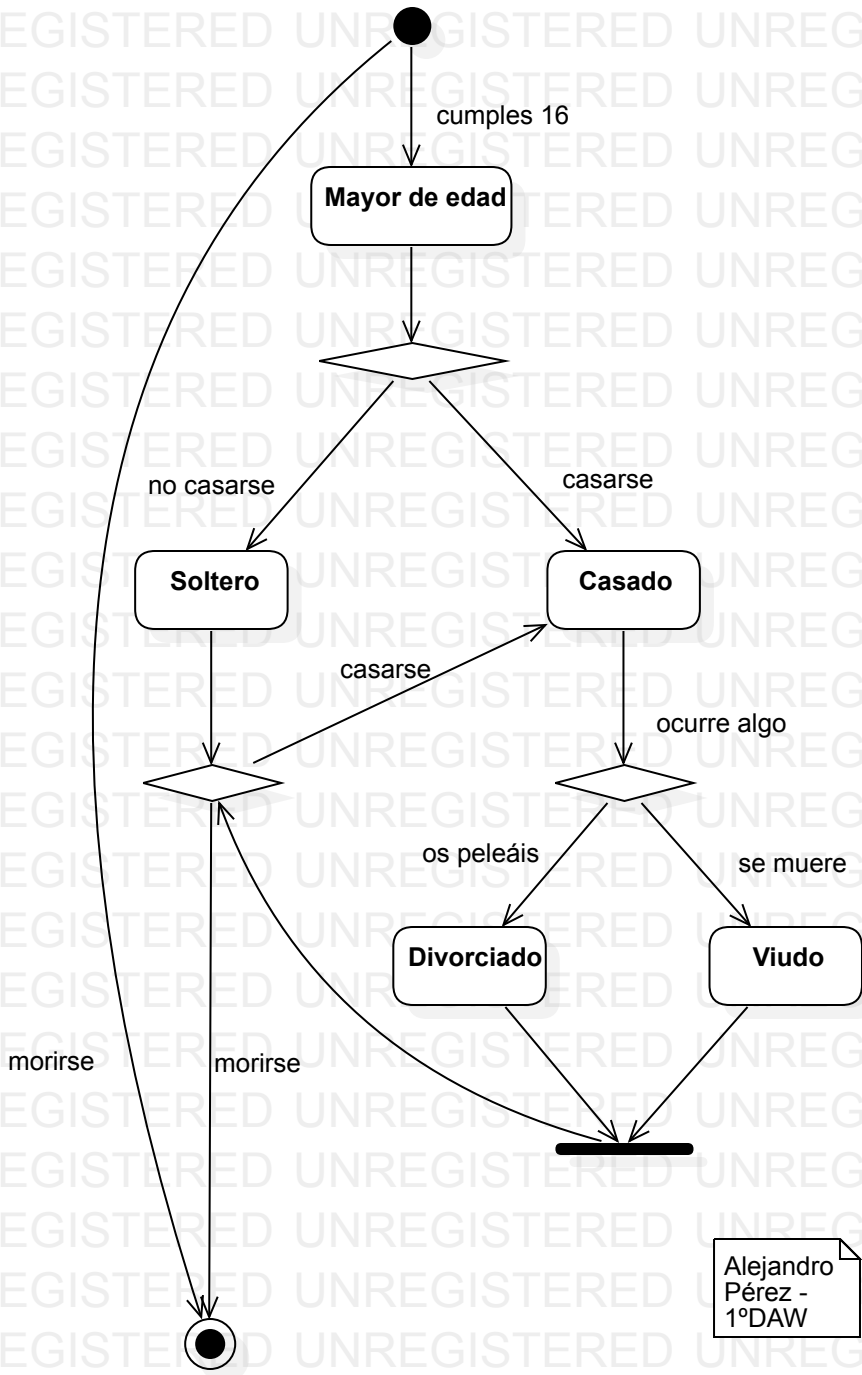 cumples 16
Mayor de edad
no casarse
casarse
Soltero
Casado
casarse
ocurre algo
os peleáis
se muere
Divorciado
Viudo
morirse
morirse
Alejandro
Pérez -
1ºDAW
UNREGISTERED